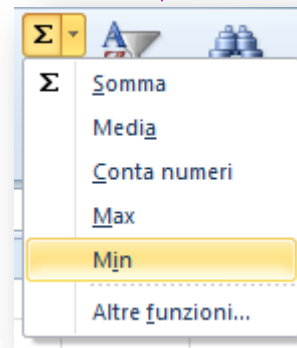 Σ
Σ Somma
Media
Conta numeri
Max
Min
Altre funzioni...